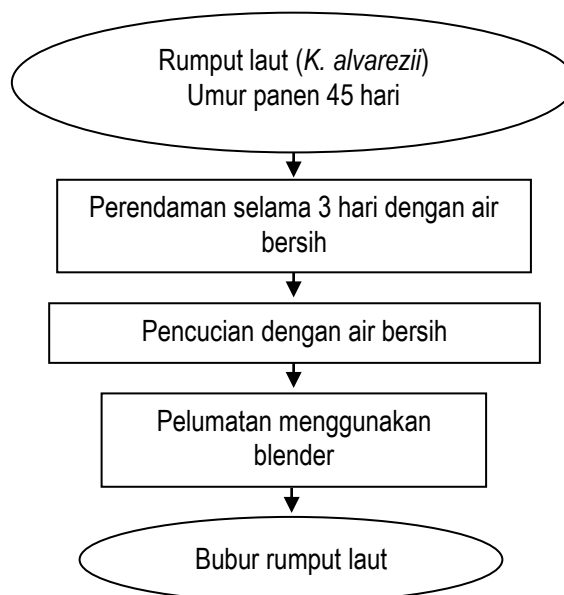 Rumput laut (K. alvarezii)
Umur panen 45 hari
Perendaman selama 3 hari dengan air
bersih
Pencucian dengan air bersih
Pelumatan menggunakan
blender
Bubur rumput laut